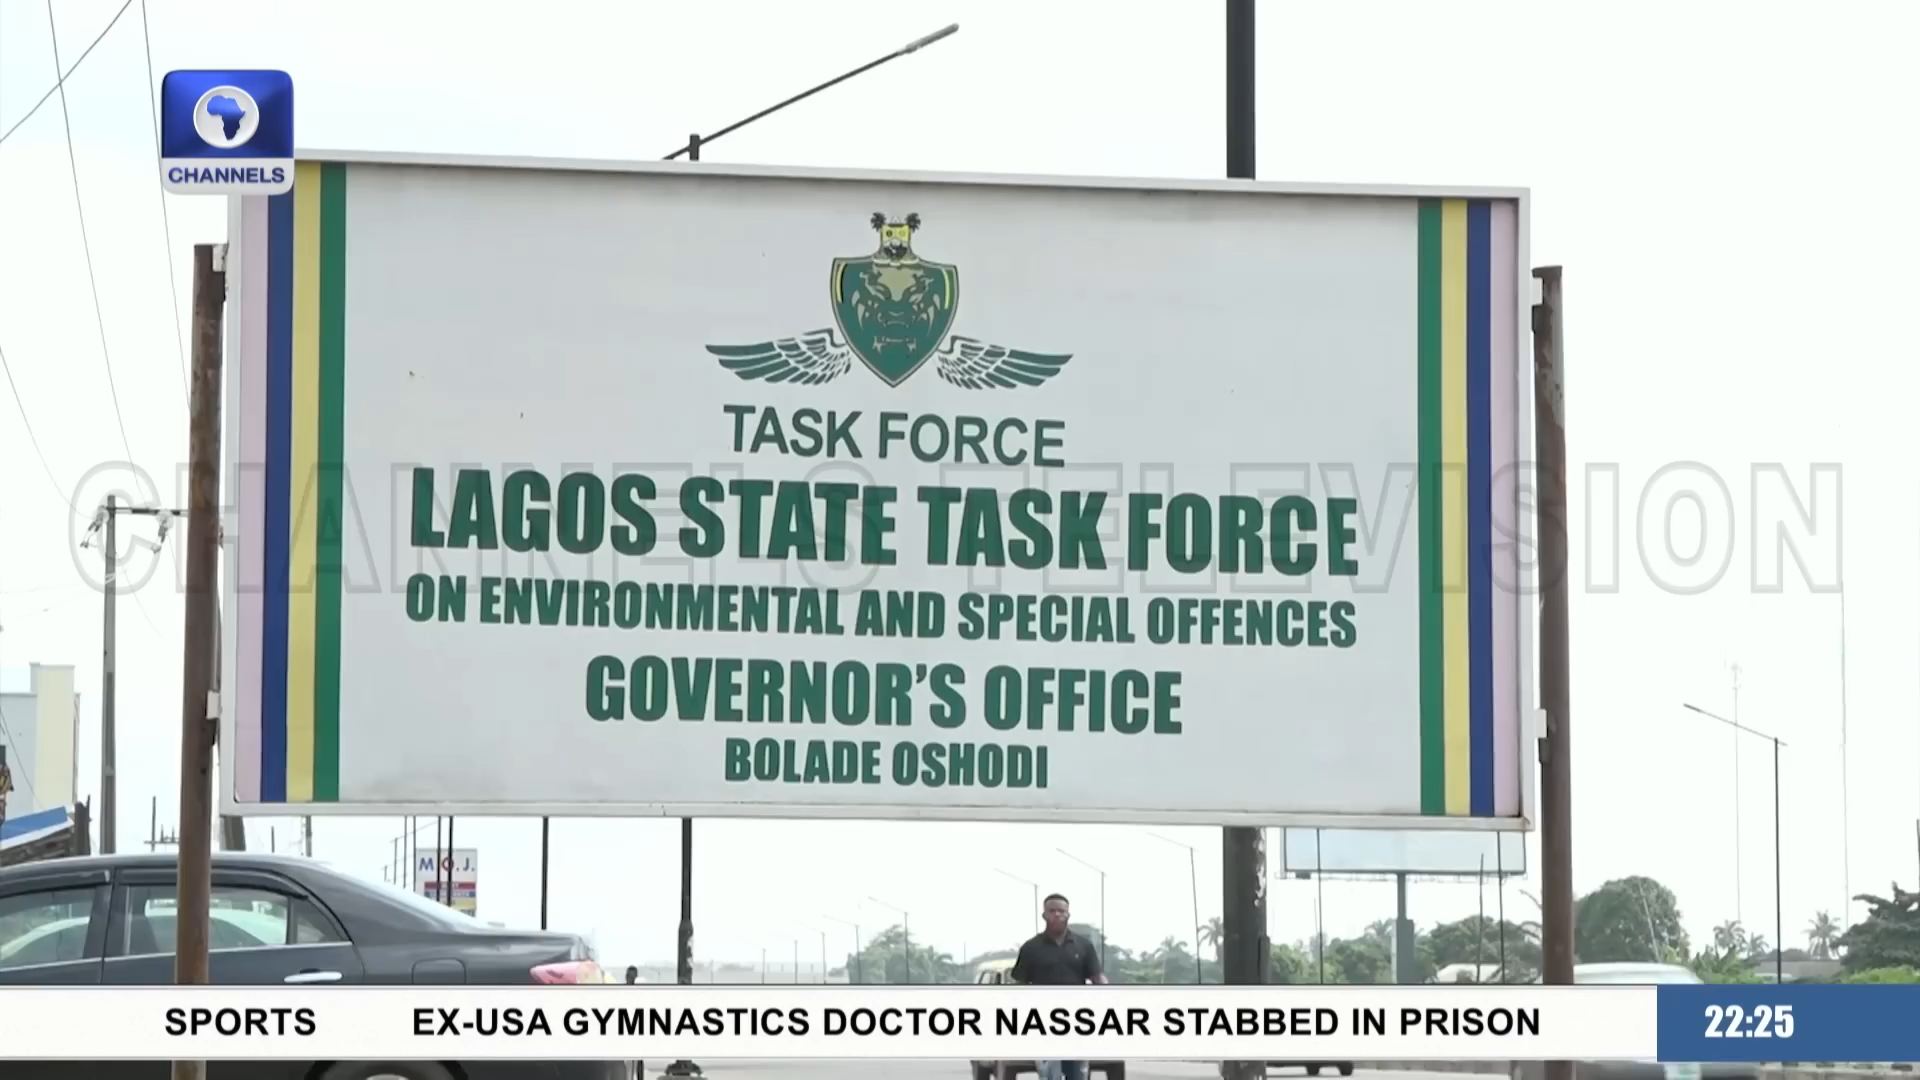 CHANNELS
TASK FORCE
LAGOS STATE TASK FORCE
ON ENVIRONMENTAL AND SPECIAL OFFENCES
GOVERNOR'S OFFICE
BOLADE OSHODI
CHANNELS TELEVISION
M.O.J.
SPORTS EX-USA GYMNASTICS DOCTOR NASSAR STABBED IN PRISON 22:25